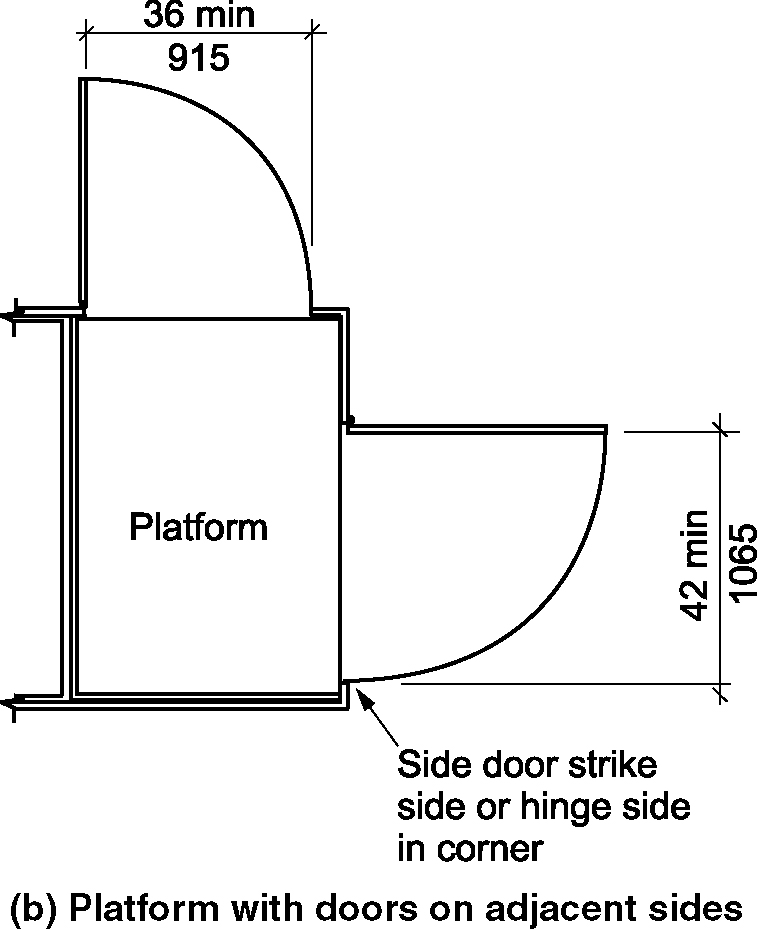 36 min
915
Platform
42 min
1065
Side door strike
side or hinge side
in corner
(b) Platform with doors on adjacent sides